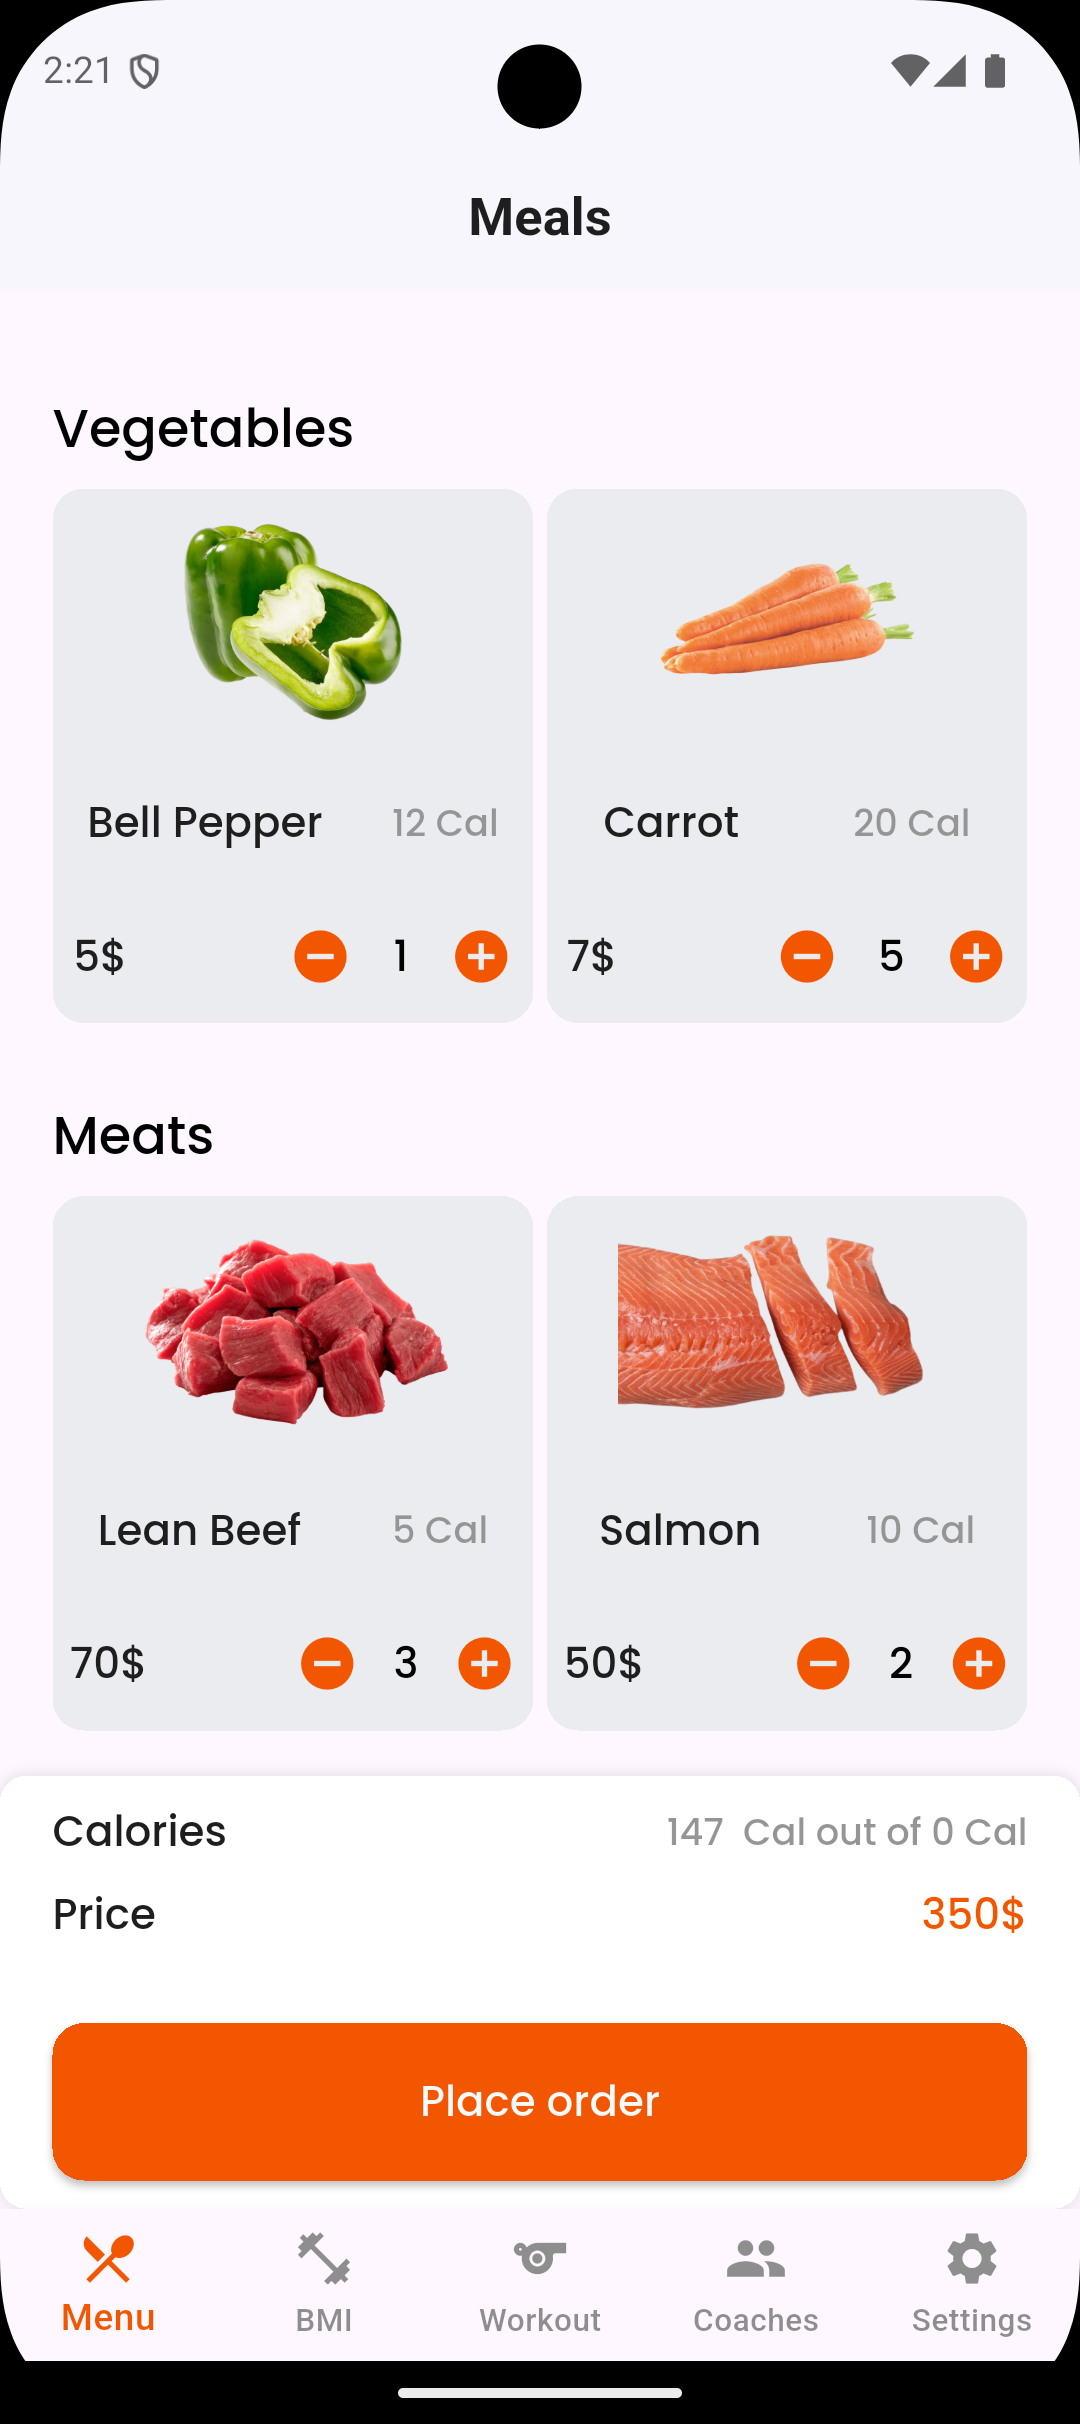 2:21
Meals
Vegetables
Bell Pepper 12 Cal
Carrot 20 Cal
5$ 1
7$ 5
Meats
Lean Beef 5 Cal
Salmon 10 Cal
70$ 3
50$ 2
Calories 147 Cal out of 0 Cal
Price 350$
Place order
Menu BMI Workout Coaches Settings